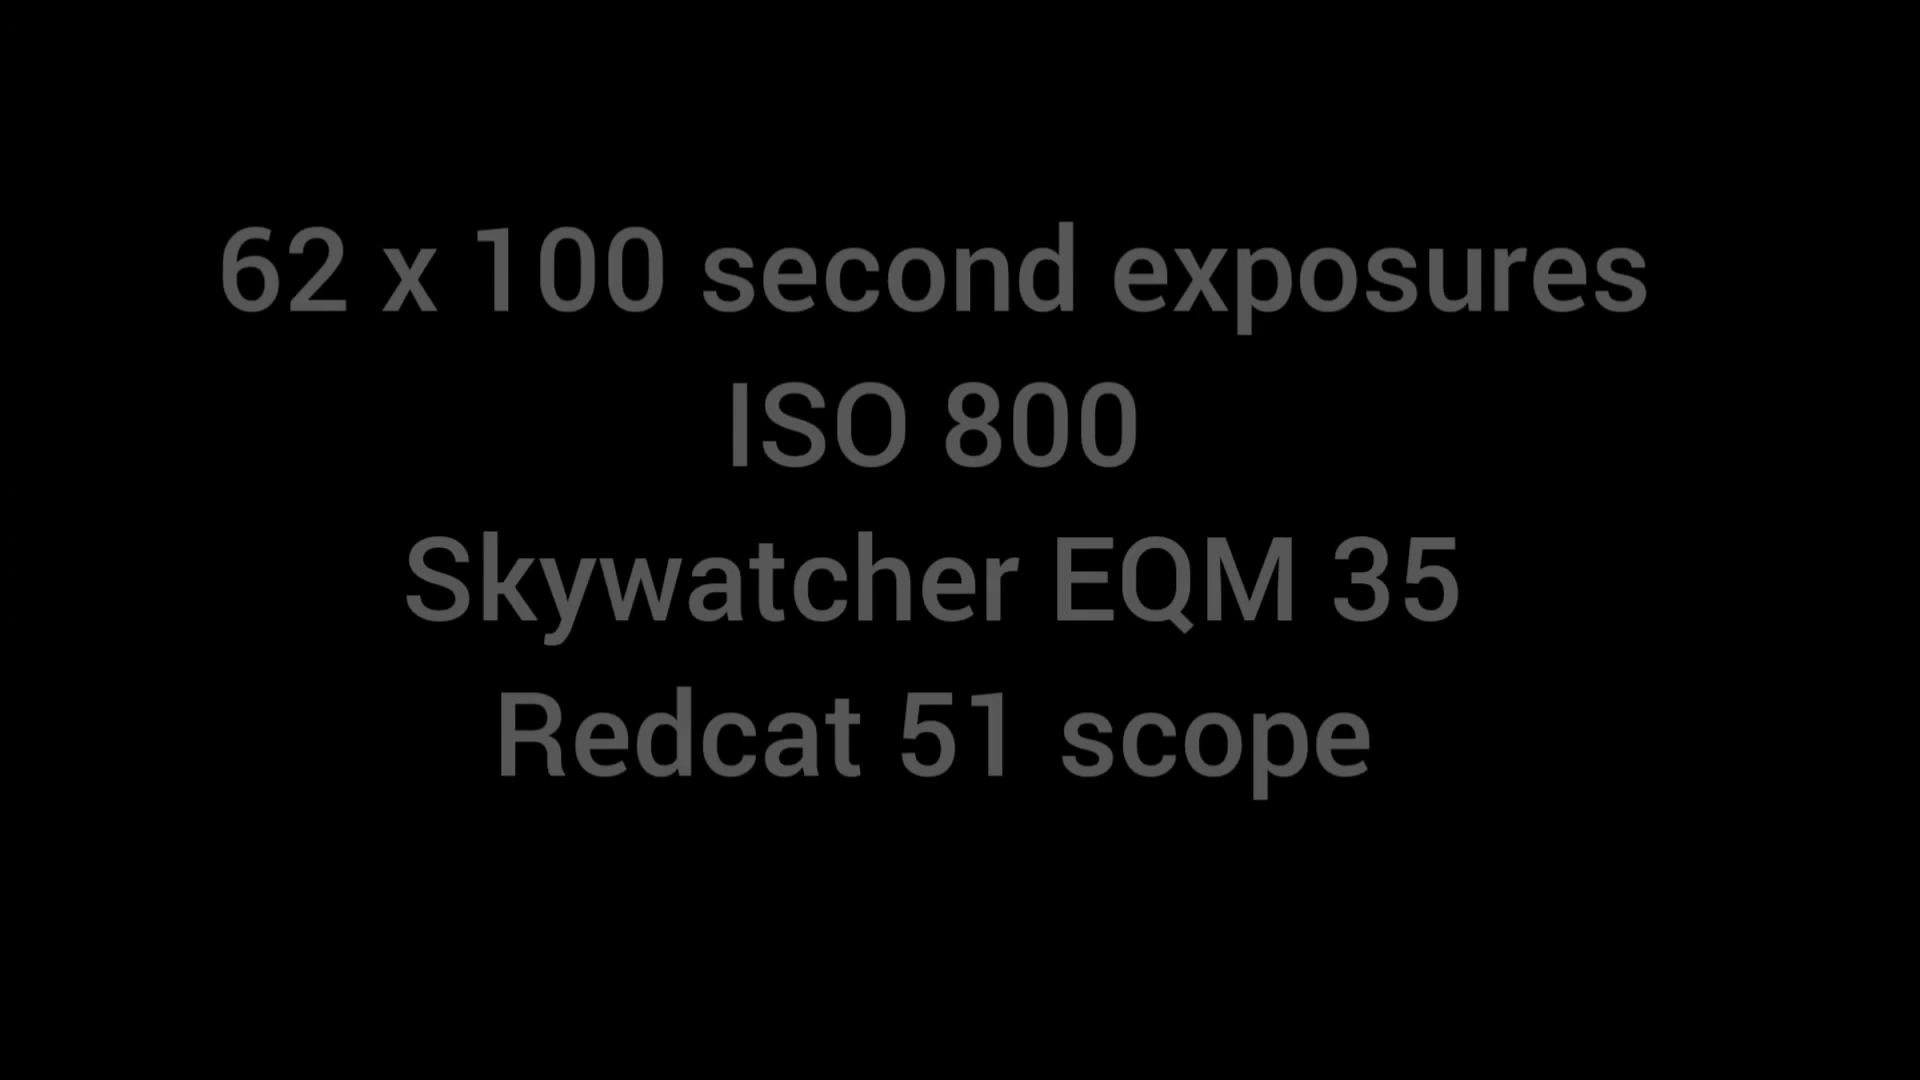 62 x 100 second exposures
ISO 800
Skywatcher EQM 35
Redcat 51 scope